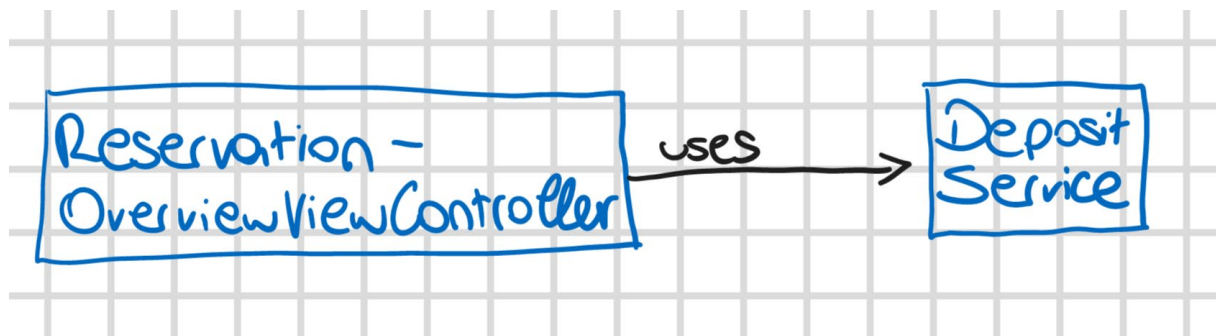 Reservation-
OverviewViewController
uses
Deposit
Service